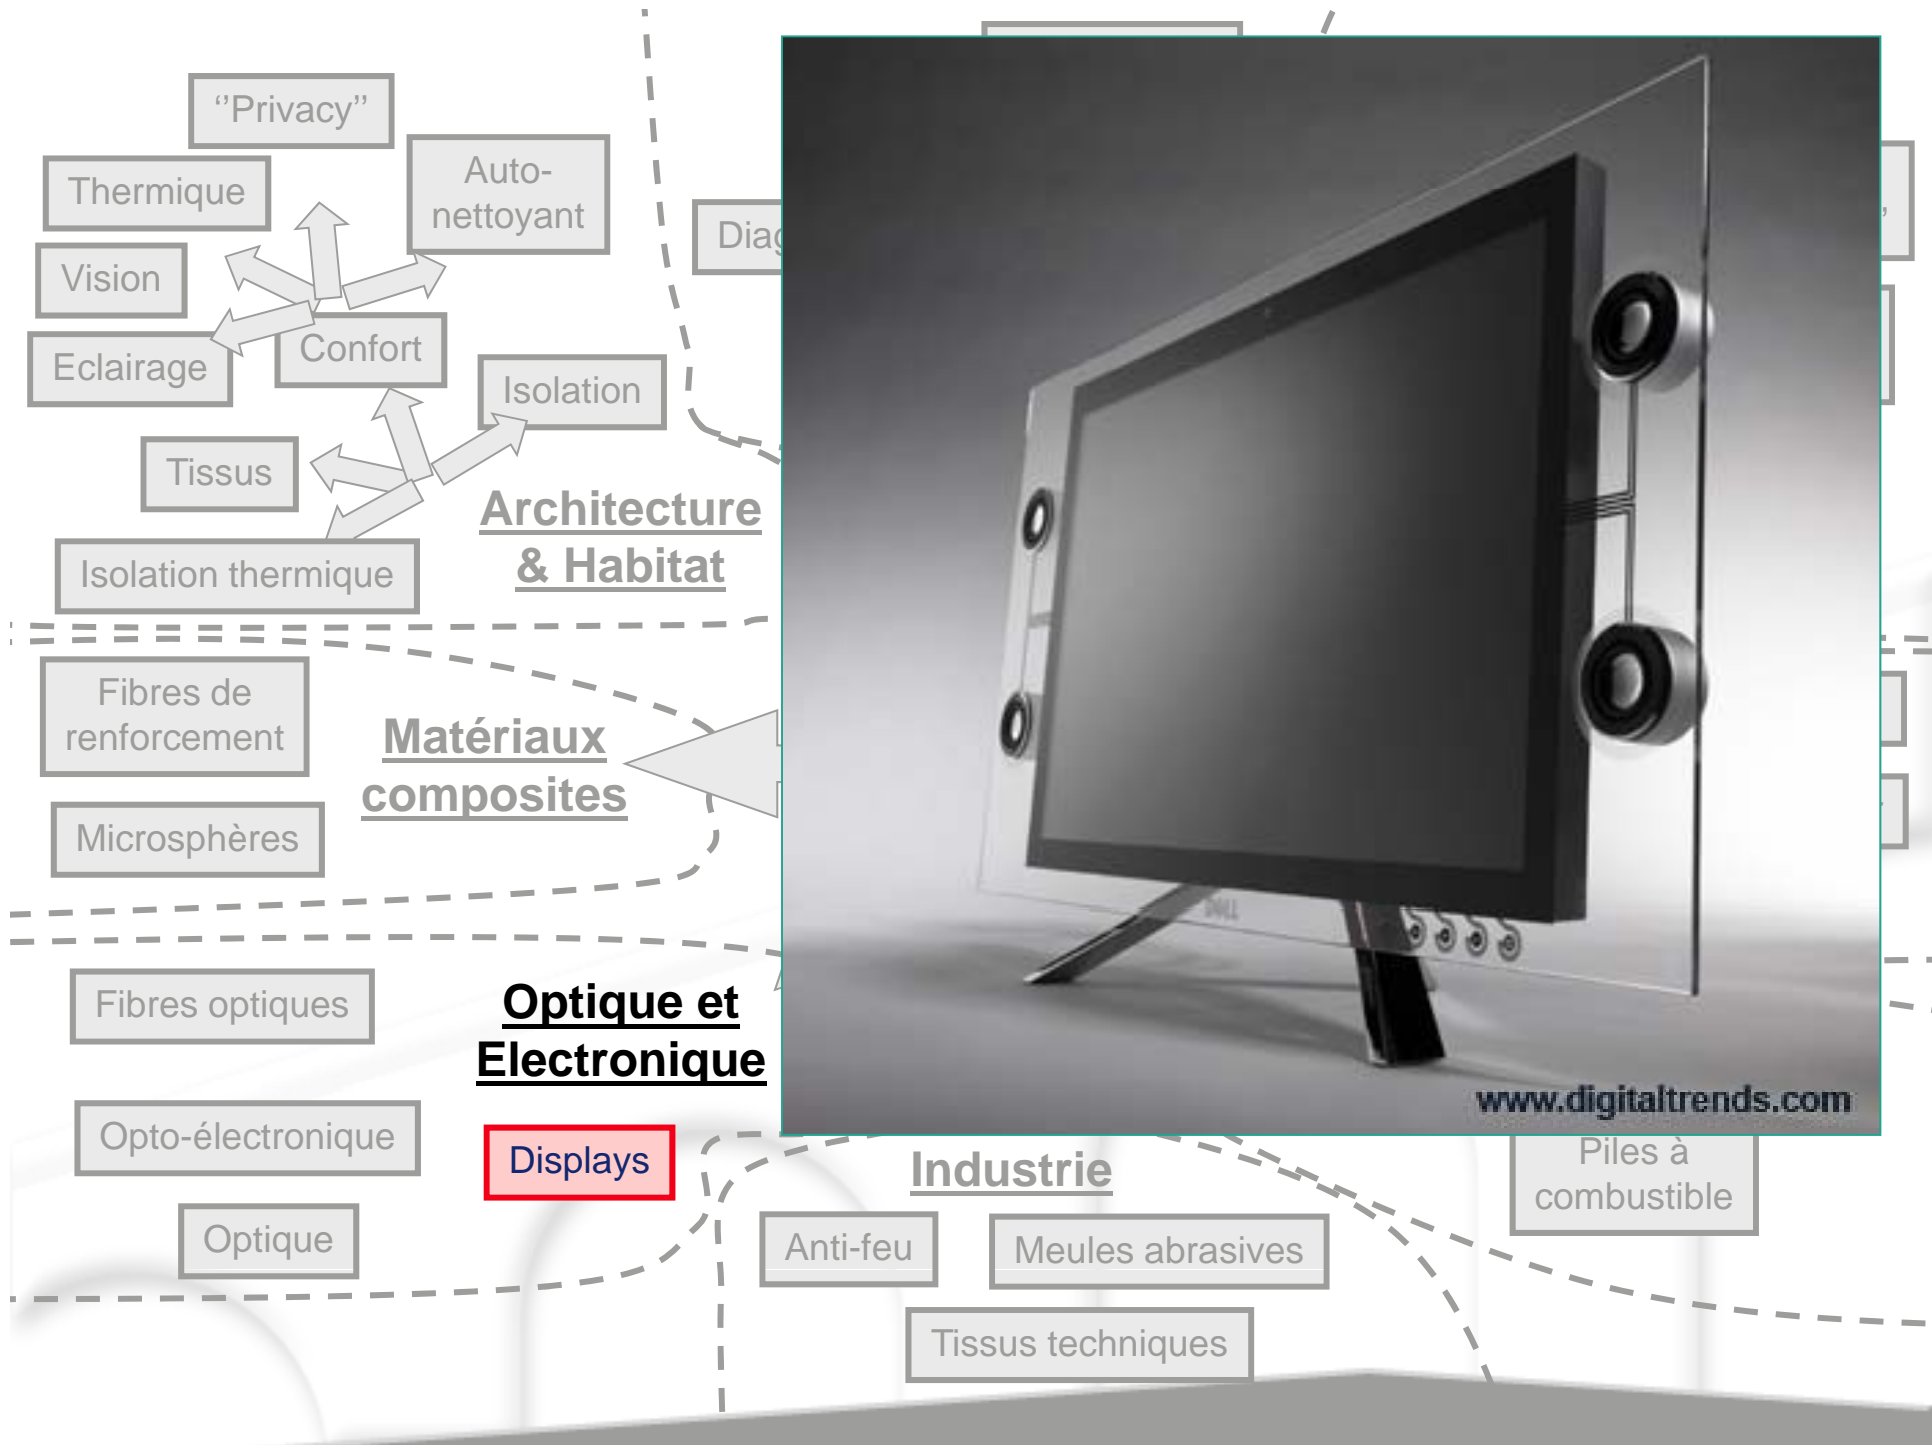 ‘’Privacy’’
Thermique
Auto-
nettoyant
Vision
Eclairage
Confort
Isolation
Tissus
Isolation thermique
Architecture
& Habitat
Fibres de
renforcement
Matériaux
composites
Microsphères
Fibres optiques
Optique et
Electronique
Opto-électronique
Displays
Optique
DELL
www.digitaltrends.com
Industrie
Anti-feu
Meules abrasives
Tissus techniques
Piles à
combustible